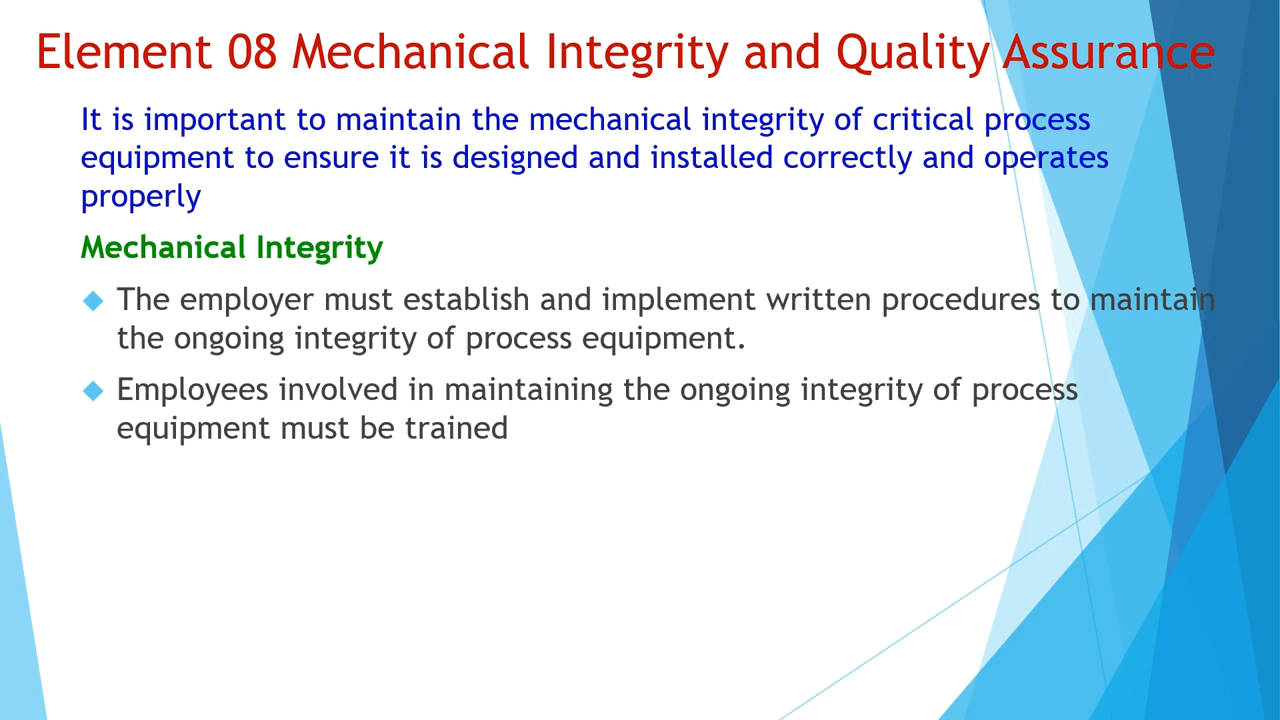 Element 08 Mechanical Integrity and Quality Assurance
It is important to maintain the mechanical integrity of critical process
equipment to ensure it is designed and installed correctly and operates
properly
Mechanical Integrity
The employer must establish and implement written procedures to maintain
the ongoing integrity of process equipment.
Employees involved in maintaining the ongoing integrity of process
equipment must be trained